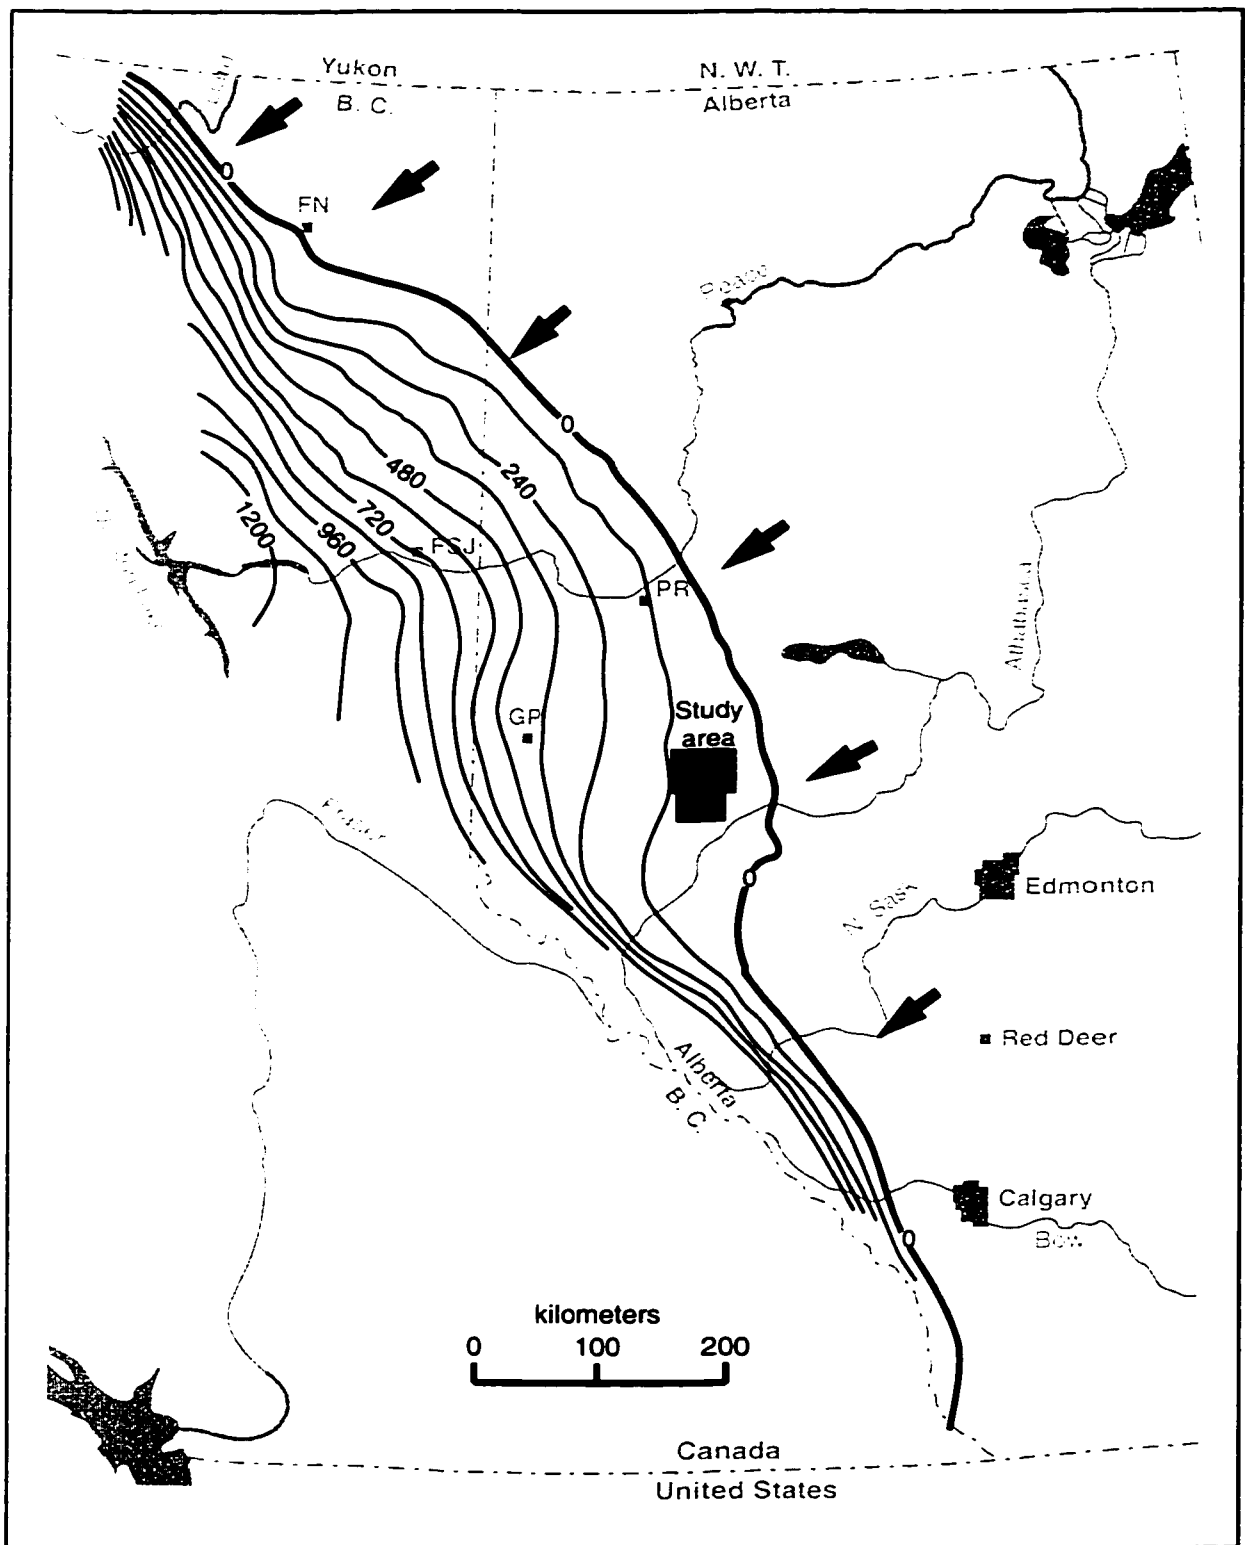 Yukon
N. W. T.
B. C.
Alberta
0
FN
Peace
0
240
480
720
960
1200
FSJ
PR
Athabasca
GP
Study
area
Fraser
0
Edmonton
N. Sask
Red Deer
Alberta
B. C.
Calgary
Bow
0
kilometers
0 100 200
Canada
United States